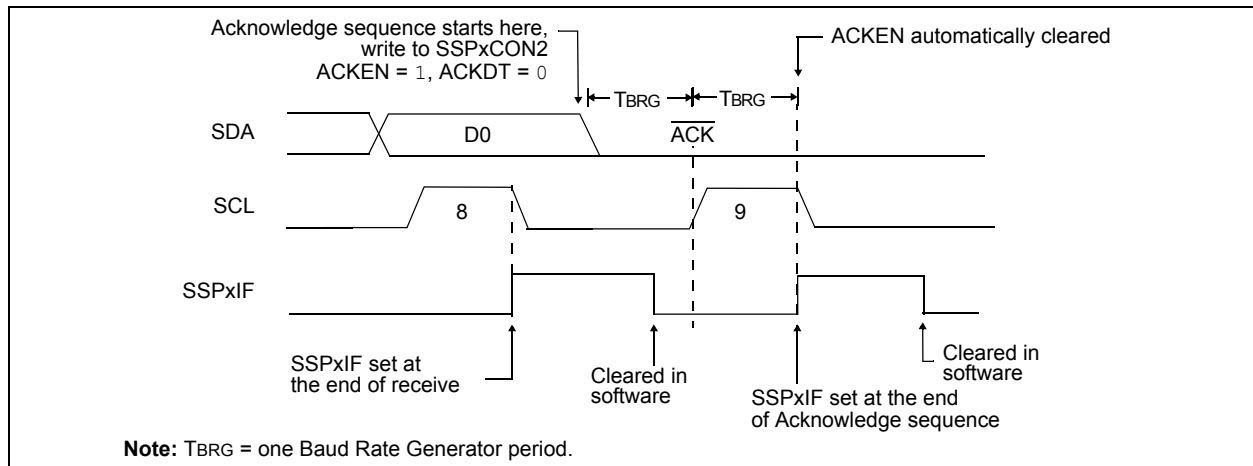 Acknowledge sequence starts here,
write to SSPxCON2
ACKEN = 1, ACKDT = 0
ACKEN automatically cleared
TBRG
TBRG
SDA
D0
ACK
SCL
8
9
SSPxIF
SSPxIF set at
the end of receive
Cleared in
software
SSPxIF set at the end
of Acknowledge sequence
Cleared in
software
Note: TBRG = one Baud Rate Generator period.